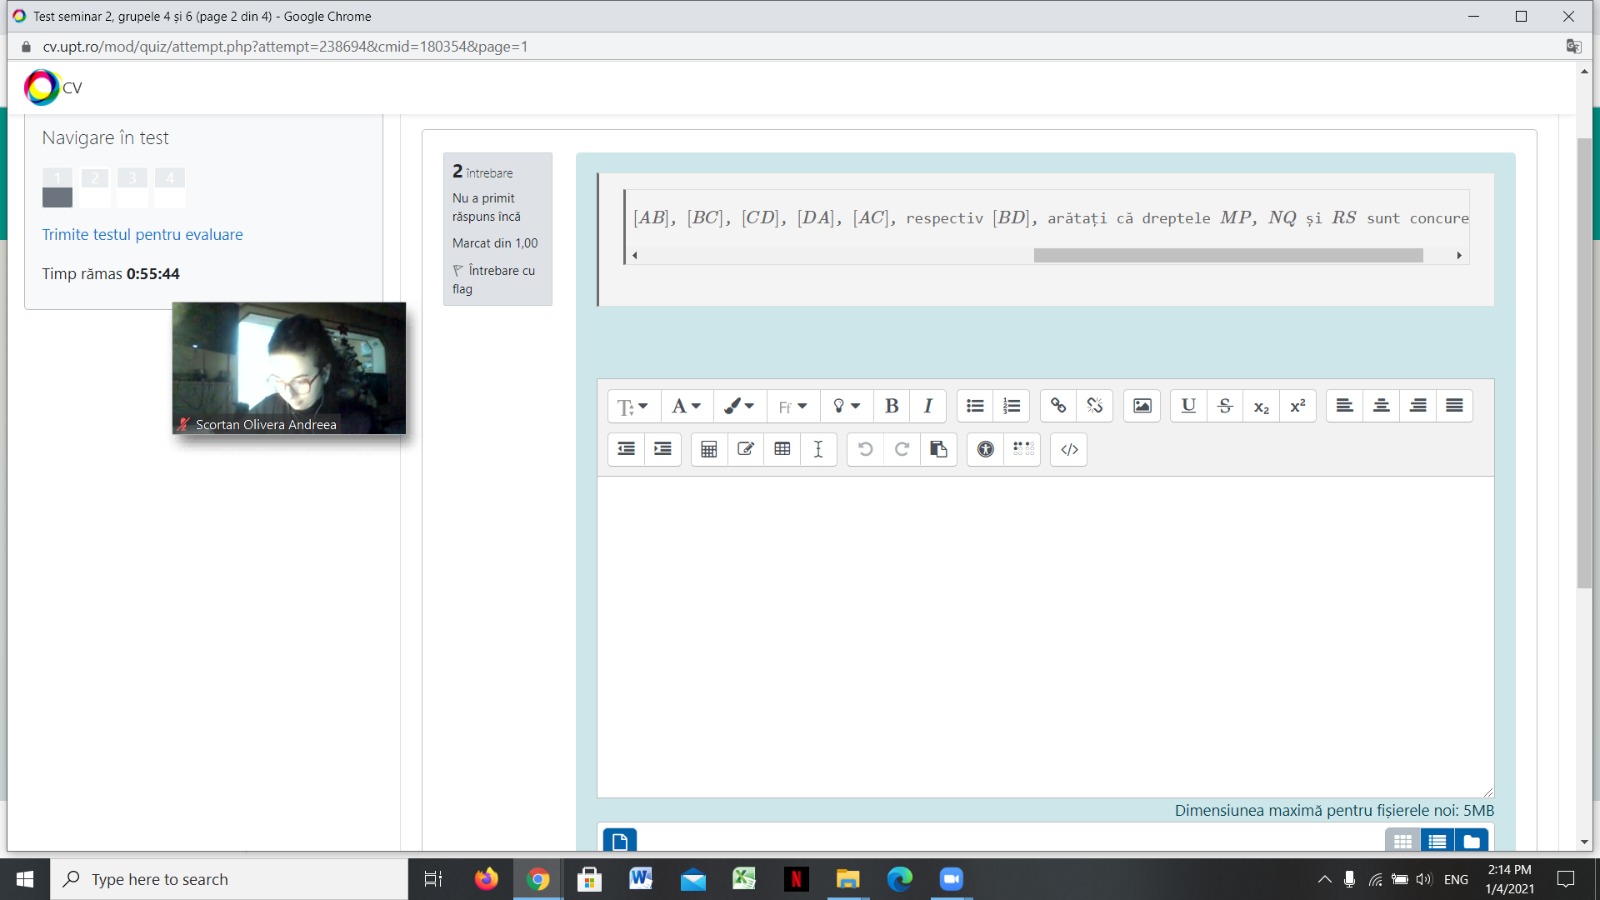 Test seminar 2, grupele 4 și 6 (page 2 din 4) - Google Chrome
cv.upt.ro/mod/quiz/attempt.php?attempt=238694&cmid=180354&page=1
CV
Navigare în test
1 2 3 4
Trimite testul pentru evaluare
Timp rămas 0:55:44
Scortan Olivera Andreea
2 întrebare
Nu a primit
răspuns încă
Marcat din 1,00
Întrebare cu
flag
[AB], [BC], [CD], [DA], [AC], respectiv [BD], arătați că dreptele MP, NQ și RS sunt concure
Dimensiunea maximă pentru fișierele noi: 5MB
Type here to search
ENG
2:14 PM
1/4/2021